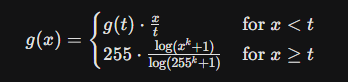 g(x) = { g(t) · x/t for x < t
255 · log(x^k+1)/log(255^k+1) for x ≥ t